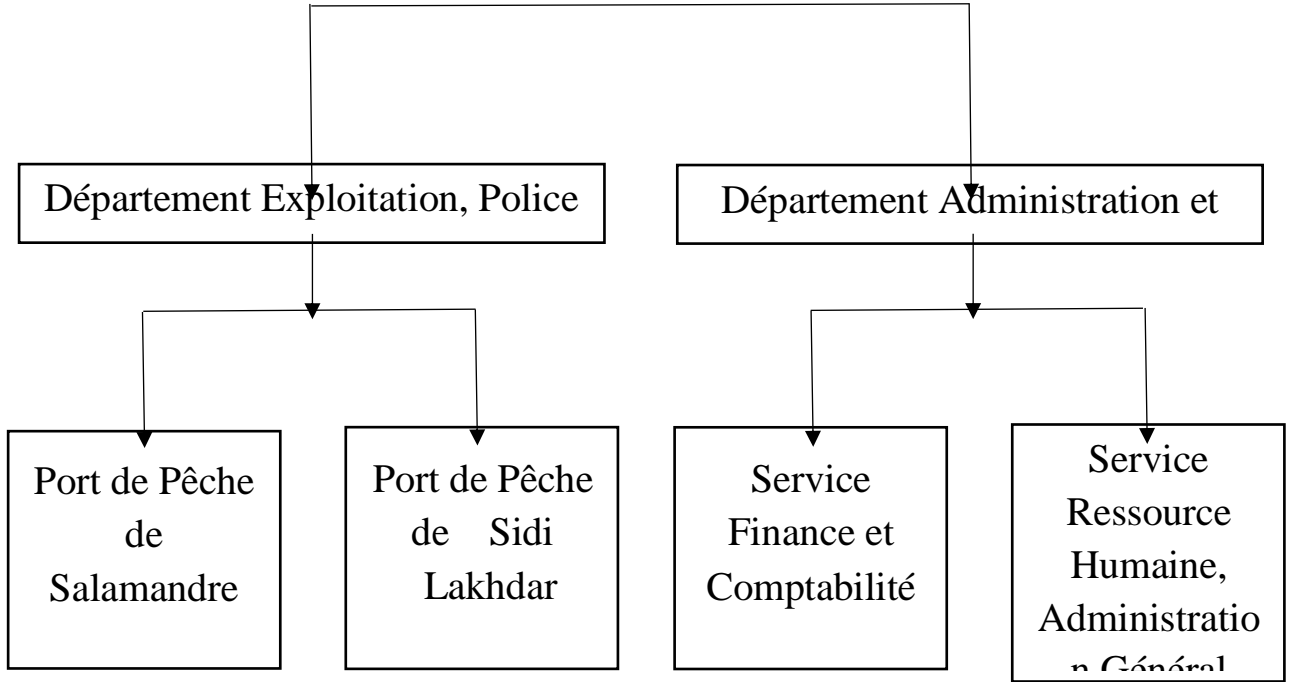 Département Exploitation, Police
Département Administration et
Port de Pêche
de
Salamandre
Port de Pêche
de Sidi
Lakhdar
Service
Finance et
Comptabilité
Service
Ressource
Humaine,
Administratio
n Général